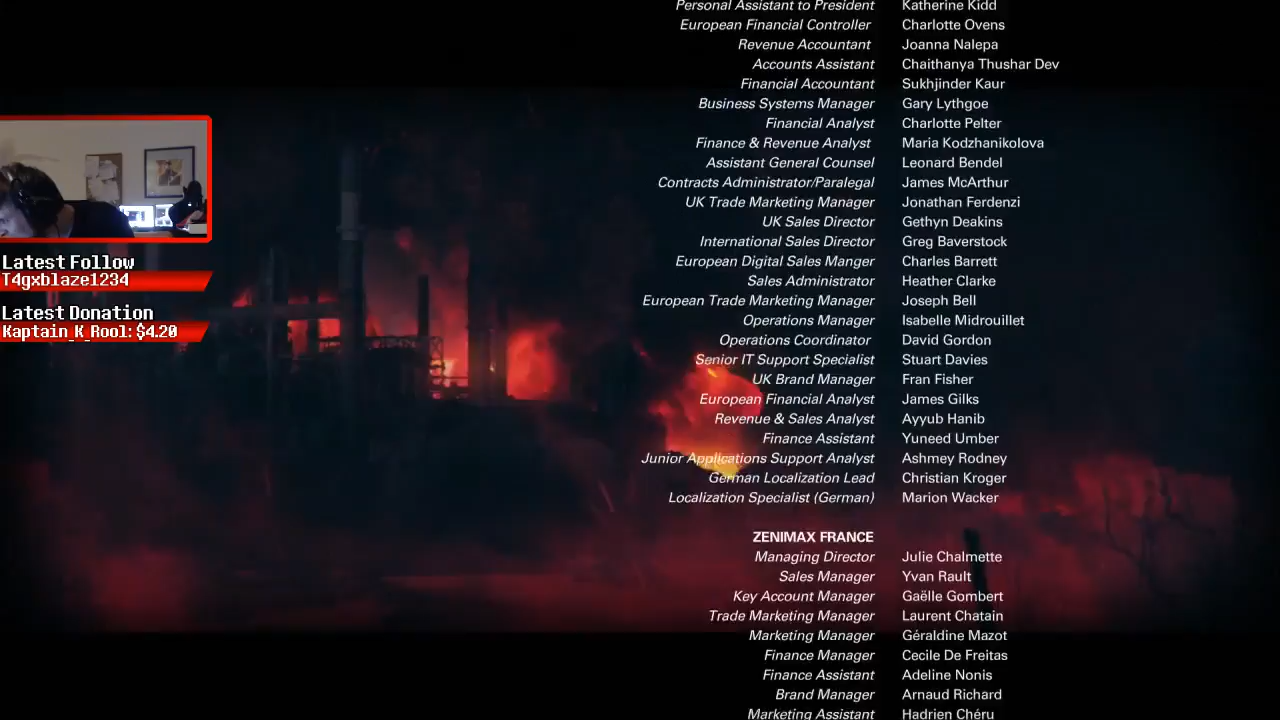 Personal Assistant to President Katherine Kidd
European Financial Controller Charlotte Ovens
Revenue Accountant Joanna Nalepa
Accounts Assistant Chaithanya Thushar Dev
Financial Accountant Sukhjinder Kaur
Business Systems Manager Gary Lythgoe
Financial Analyst Charlotte Pelter
Finance & Revenue Analyst Maria Kodzhanikolova
Assistant General Counsel Leonard Bendel
Contracts Administrator/Paralegal James McArthur
UK Trade Marketing Manager Jonathan Ferdenzi
UK Sales Director Gethyn Deakins
International Sales Director Greg Baverstock
European Digital Sales Manger Charles Barrett
Sales Administrator Heather Clarke
European Trade Marketing Manager Joseph Bell
Operations Manager Isabelle Midrouillet
Operations Coordinator David Gordon
Senior IT Support Specialist Stuart Davies
UK Brand Manager Fran Fisher
European Financial Analyst James Gilks
Revenue & Sales Analyst Ayyub Hanib
Finance Assistant Yuneed Umber
Junior Applications Support Analyst Ashmey Rodney
German Localization Lead Christian Kroger
Localization Specialist (German) Marion Wacker
ZENIMAX FRANCE
Managing Director Julie Chalmette
Sales Manager Yvan Rault
Key Account Manager Gaëlle Gombert
Trade Marketing Manager Laurent Chatain
Marketing Manager Géraldine Mazot
Finance Manager Cecile De Freitas
Finance Assistant Adeline Nonis
Brand Manager Arnaud Richard
Marketing Assistant Hadrien Chéru
Latest Follow
T4gxblaze1234
Latest Donation
Kaptain_K_Rool: $4.20